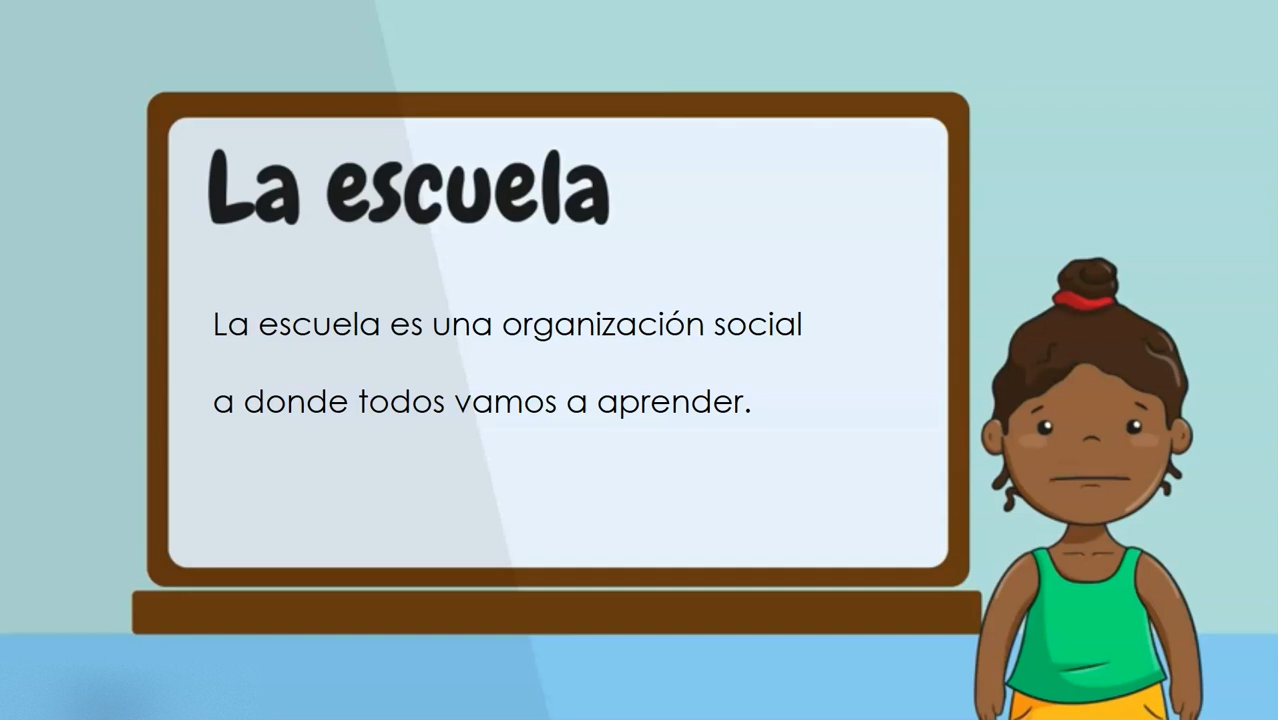 La escuela
La escuela es una organización social
a donde todos vamos a aprender.